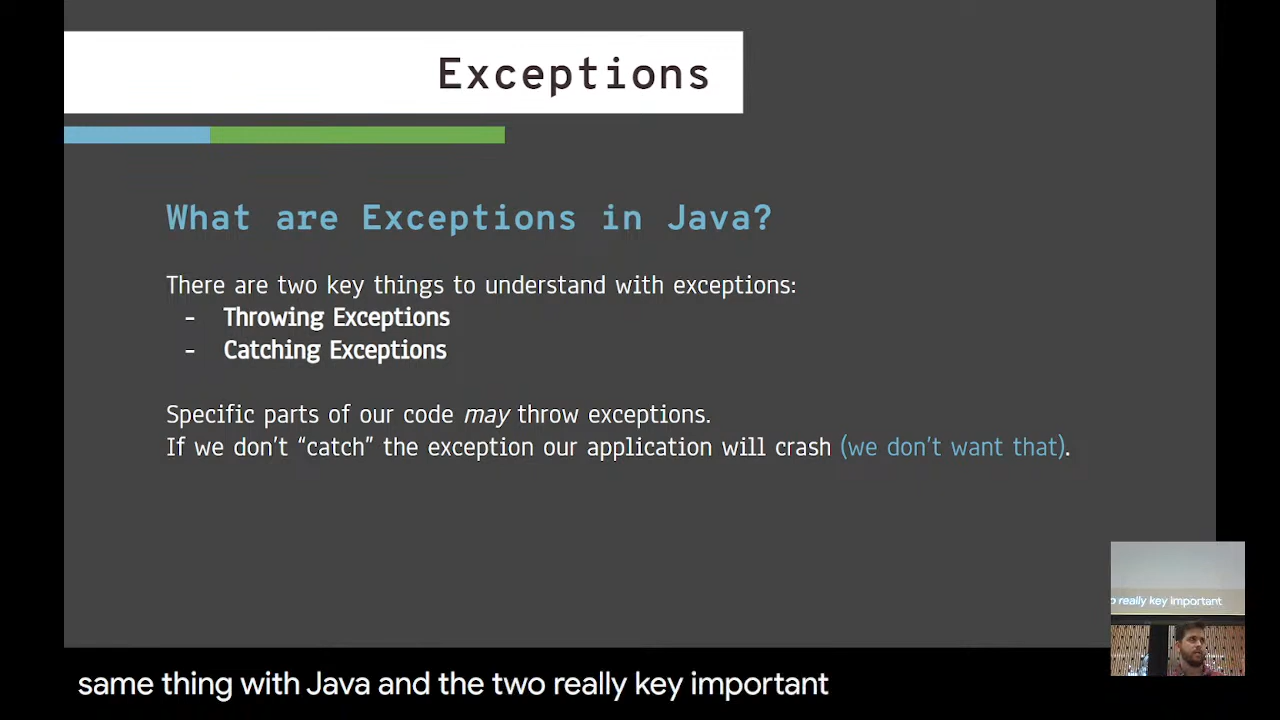 Exceptions
What are Exceptions in Java?
There are two key things to understand with exceptions:
- Throwing Exceptions
- Catching Exceptions
Specific parts of our code may throw exceptions.
If we don't “catch” the exception our application will crash (we don't want that).
really key important
same thing with Java and the two really key important